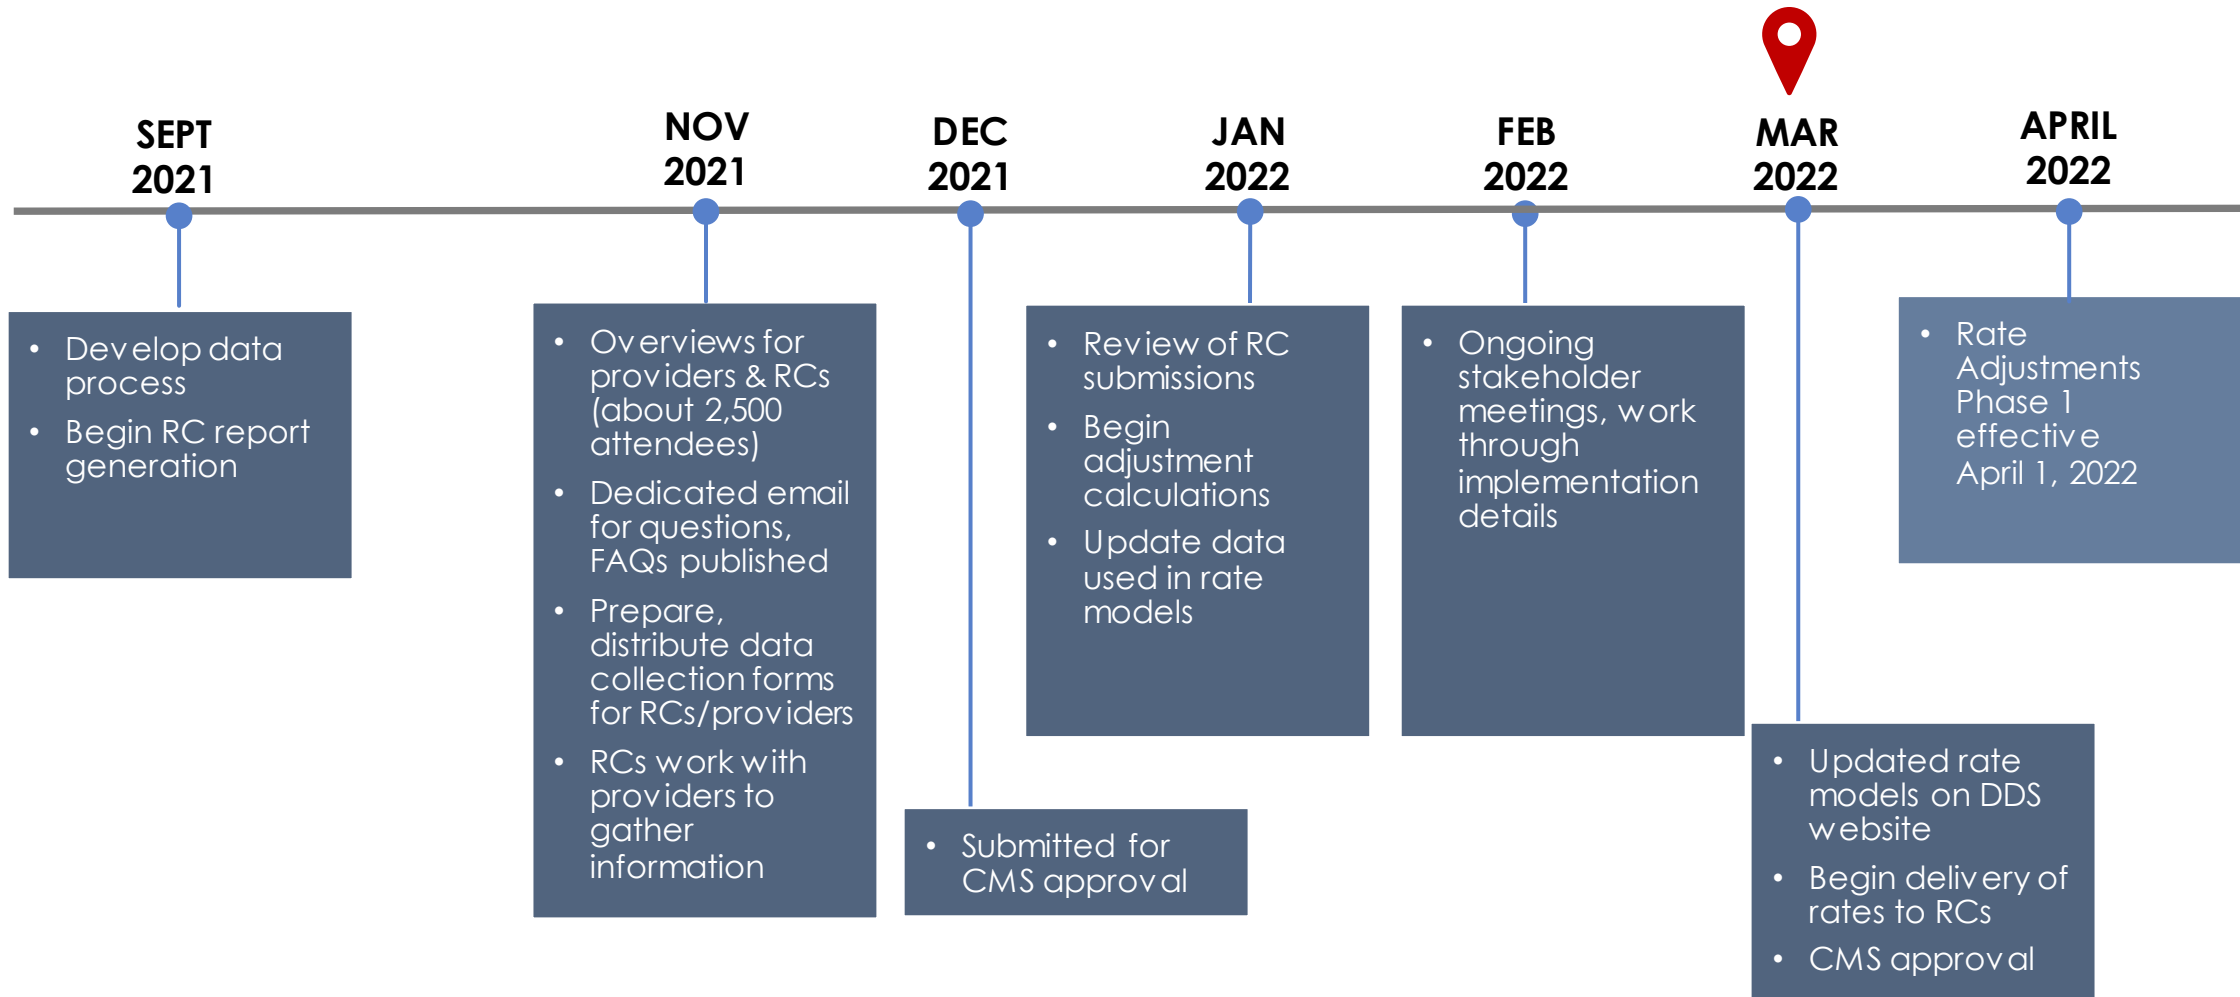 SEPT
2021
NOV
2021
DEC
2021
JAN
2022
FEB
2022
MAR
2022
APRIL
2022
• Develop data
process
• Begin RC report
generation
• Overviews for
providers & RCs
(about 2,500
attendees)
• Dedicated email
for questions,
FAQs published
• Prepare,
distribute data
collection forms
for RCs/providers
• RCs work with
providers to
gather
information
• Submitted for
CMS approval
• Review of RC
submissions
• Begin
adjustment
calculations
• Update data
used in rate
models
• Ongoing
stakeholder
meetings, work
through
implementation
details
• Updated rate
models on DDS
website
• Begin delivery of
rates to RCs
• CMS approval
• Rate
Adjustments
Phase 1
effective
April 1, 2022